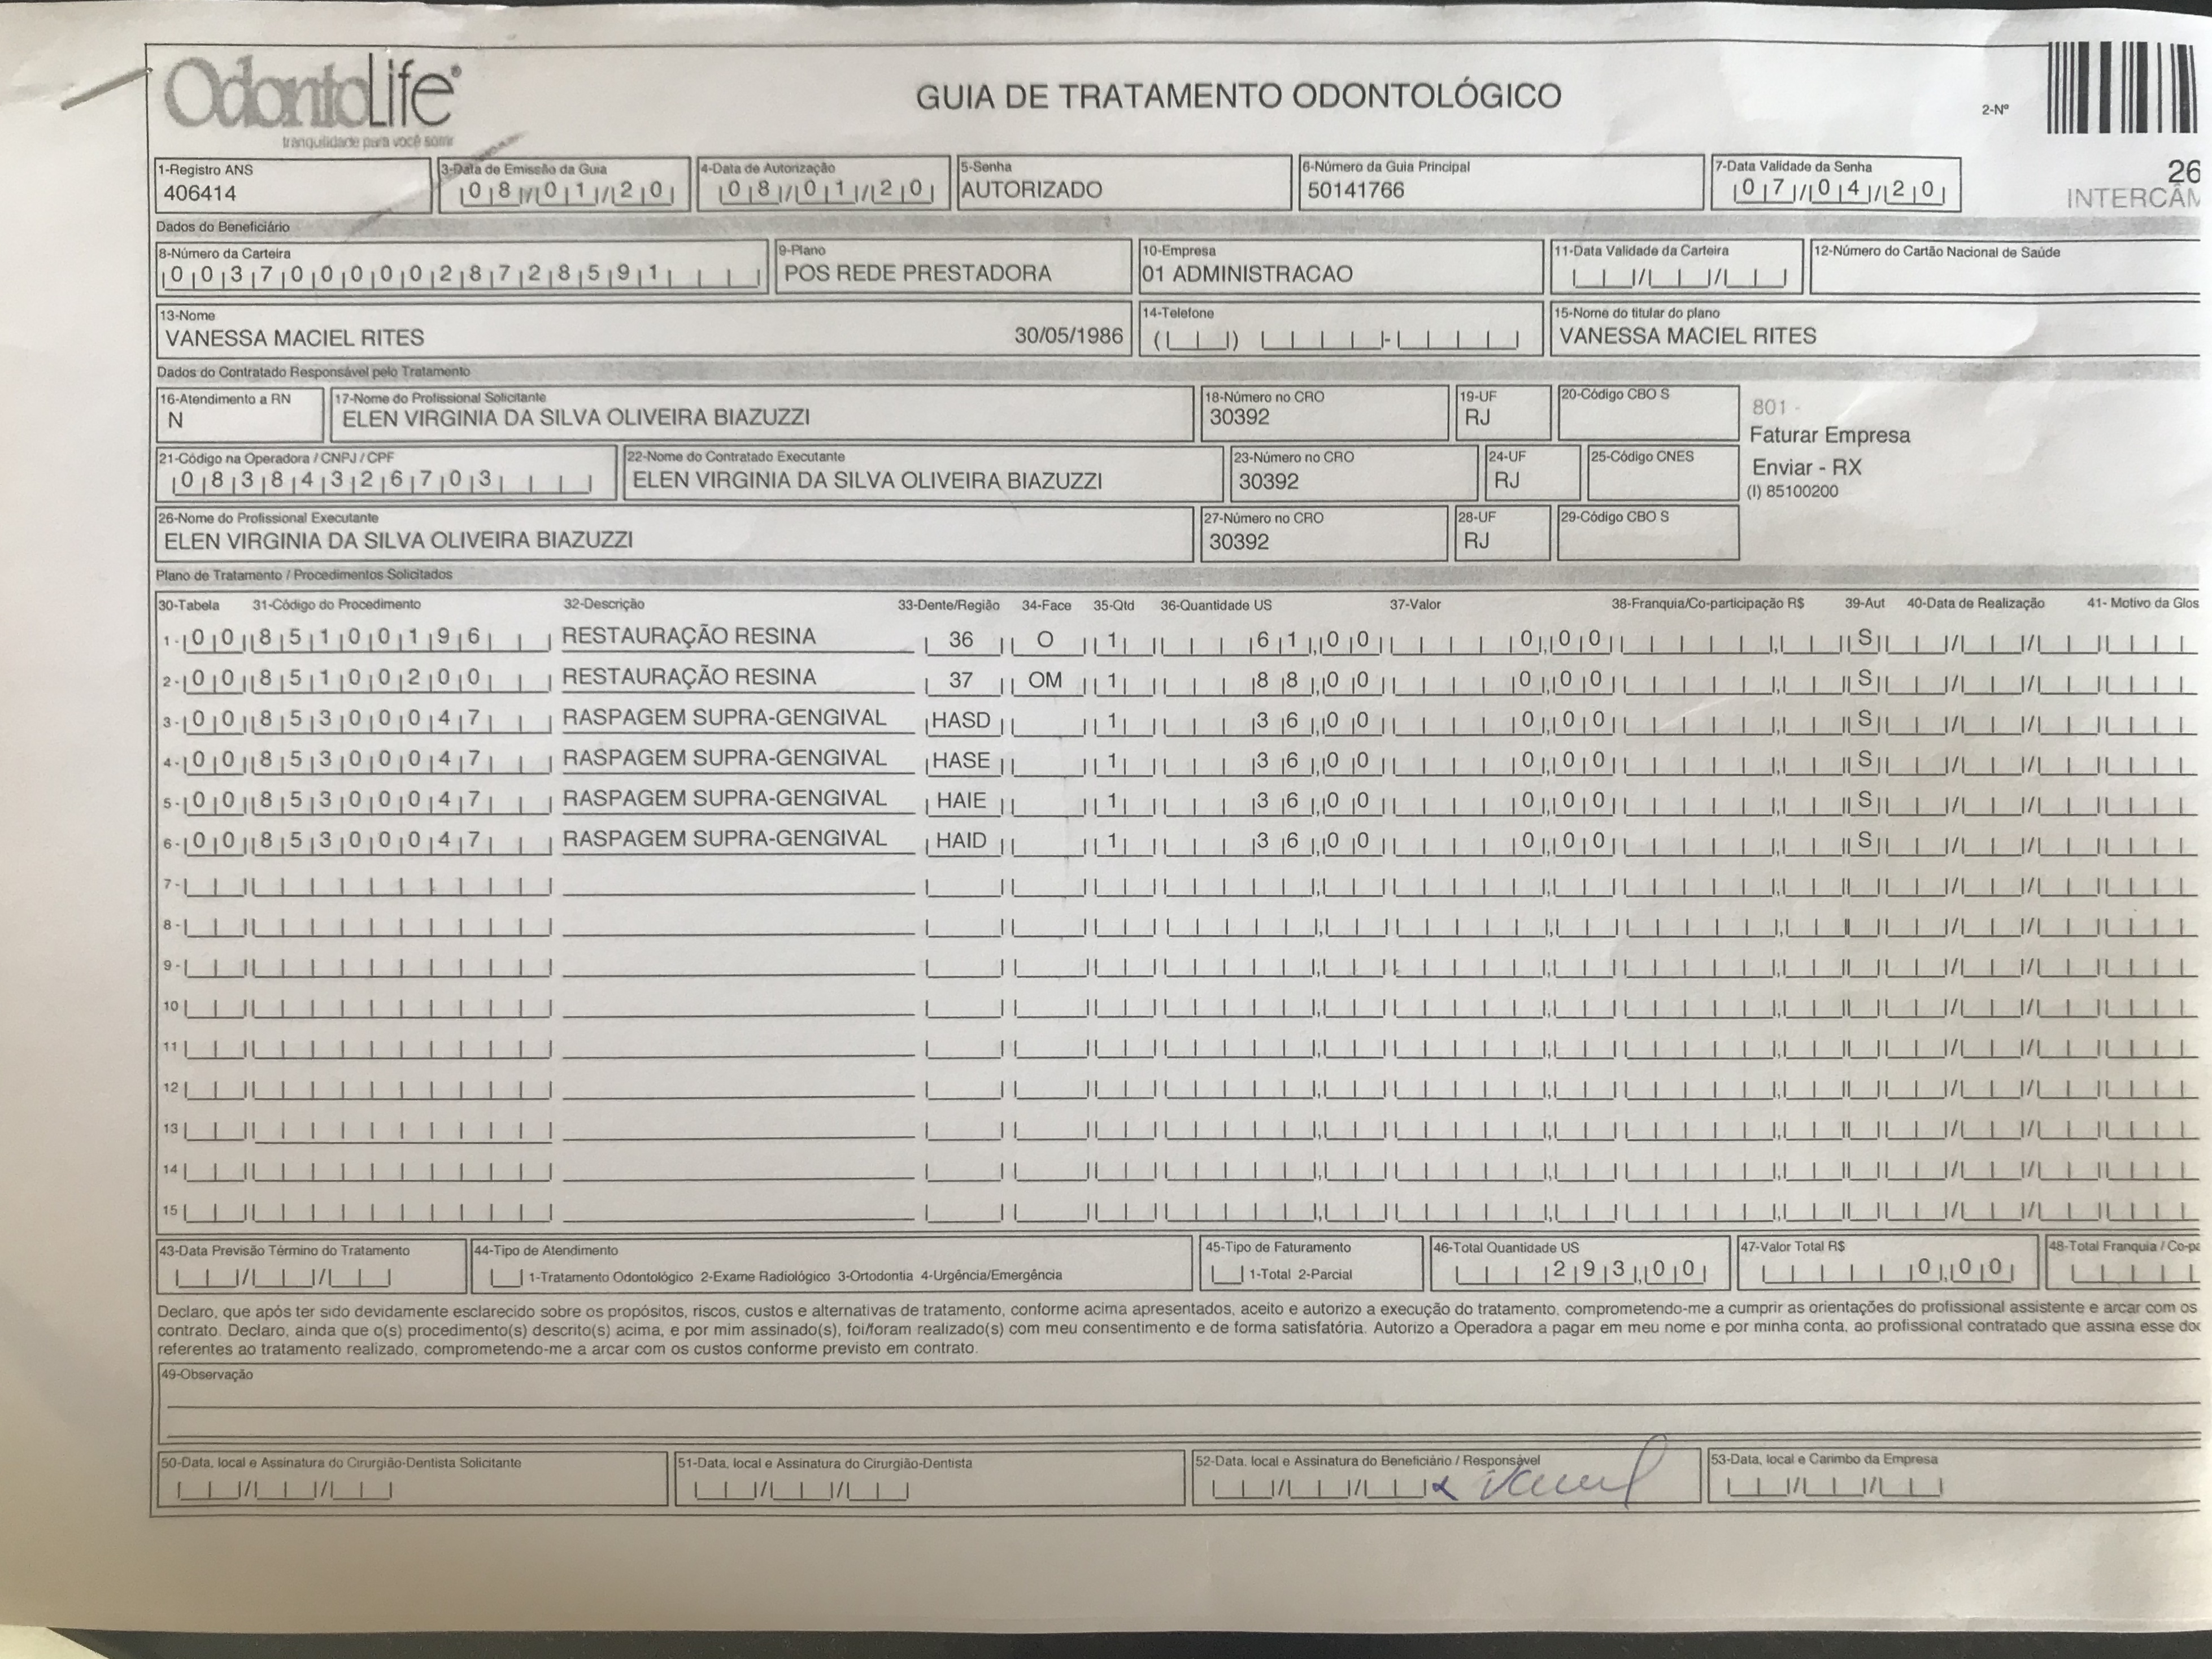 OdontoLife®
tranquilidade para você sorrir
GUIA DE TRATAMENTO ODONTOLÓGICO
2-Nº
26
INTERCÂM
1-Registro ANS
406414
3-Data de Emissão da Guia
08/01/20
4-Data de Autorização
08/01/20
5-Senha
AUTORIZADO
6-Número da Guia Principal
50141766
7-Data Validade da Senha
07/04/20
Dados do Beneficiário
8-Número da Carteira
00370000028728591
9-Plano
POS REDE PRESTADORA
10-Empresa
01 ADMINISTRACAO
11-Data Validade da Carteira
12-Número do Cartão Nacional de Saúde
13-Nome
VANESSA MACIEL RITES 30/05/1986
14-Telefone
15-Nome do titular do plano
VANESSA MACIEL RITES
Dados do Contratado Responsável pelo Tratamento
16-Atendimento a RN
N
17-Nome do Profissional Solicitante
ELEN VIRGINIA DA SILVA OLIVEIRA BIAZUZZI
18-Número no CRO
30392
19-UF
RJ
20-Código CBO S
801 -
Faturar Empresa
Enviar - RX
(I) 85100200
21-Código na Operadora / CNPJ / CPF
08384326703
22-Nome do Contratado Executante
ELEN VIRGINIA DA SILVA OLIVEIRA BIAZUZZI
23-Número no CRO
30392
24-UF
RJ
25-Código CNES
26-Nome do Profissional Executante
ELEN VIRGINIA DA SILVA OLIVEIRA BIAZUZZI
27-Número no CRO
30392
28-UF
RJ
29-Código CBO S
Plano de Tratamento / Procedimentos Solicitados
30-Tabela 31-Código do Procedimento 32-Descrição 33-Dente/Região 34-Face 35-Qtd 36-Quantidade US 37-Valor 38-Franquia/Co-participação R$ 39-Aut 40-Data de Realização 41- Motivo da Glos
1- 00 85100196 RESTAURAÇÃO RESINA 36 O 1 61,00 0,00 S
2- 00 85100200 RESTAURAÇÃO RESINA 37 OM 1 88,00 0,00 S
3- 00 85300047 RASPAGEM SUPRA-GENGIVAL HASD 1 36,00 0,00 S
4- 00 85300047 RASPAGEM SUPRA-GENGIVAL HASE 1 36,00 0,00 S
5- 00 85300047 RASPAGEM SUPRA-GENGIVAL HAIE 1 36,00 0,00 S
6- 00 85300047 RASPAGEM SUPRA-GENGIVAL HAID 1 36,00 0,00 S
7-
8-
9-
10
11
12
13
14
15
43-Data Previsão Término do Tratamento
44-Tipo de Atendimento
1-Tratamento Odontológico 2-Exame Radiológico 3-Ortodontia 4-Urgência/Emergência
45-Tipo de Faturamento
1-Total 2-Parcial
46-Total Quantidade US
293,00
47-Valor Total R$
0,00
48-Total Franquia / Co-pa
Declaro, que após ter sido devidamente esclarecido sobre os propósitos, riscos, custos e alternativas de tratamento, conforme acima apresentados, aceito e autorizo a execução do tratamento, comprometendo-me a cumprir as orientações do profissional assistente e arcar com os
contrato. Declaro, ainda que o(s) procedimento(s) descrito(s) acima, e por mim assinado(s), foi/foram realizado(s) com meu consentimento e de forma satisfatória. Autorizo a Operadora a pagar em meu nome e por minha conta, ao profissional contratado que assina esse doc
referentes ao tratamento realizado, comprometendo-me a arcar com os custos conforme previsto em contrato.
49-Observação
50-Data, local e Assinatura do Cirurgião-Dentista Solicitante
51-Data, local e Assinatura do Cirurgião-Dentista
52-Data, local e Assinatura do Beneficiário / Responsável
53-Data, local e Carimbo da Empresa